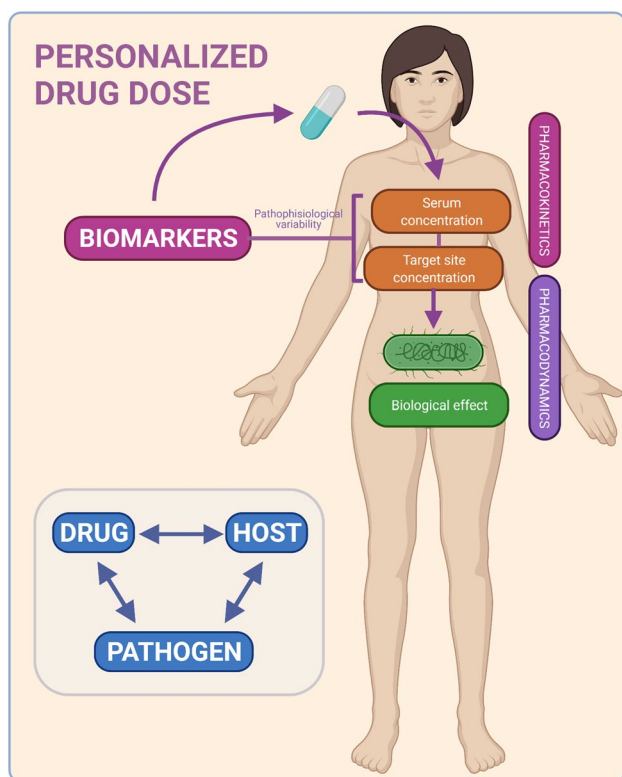 PERSONALIZED
DRUG DOSE
BIOMARKERS
Pathophisiological
variability
Serum
concentration
Target site
concentration
Biological effect
PHARMACOKINETICS
PHARMACODYNAMICS
DRUG
HOST
PATHOGEN